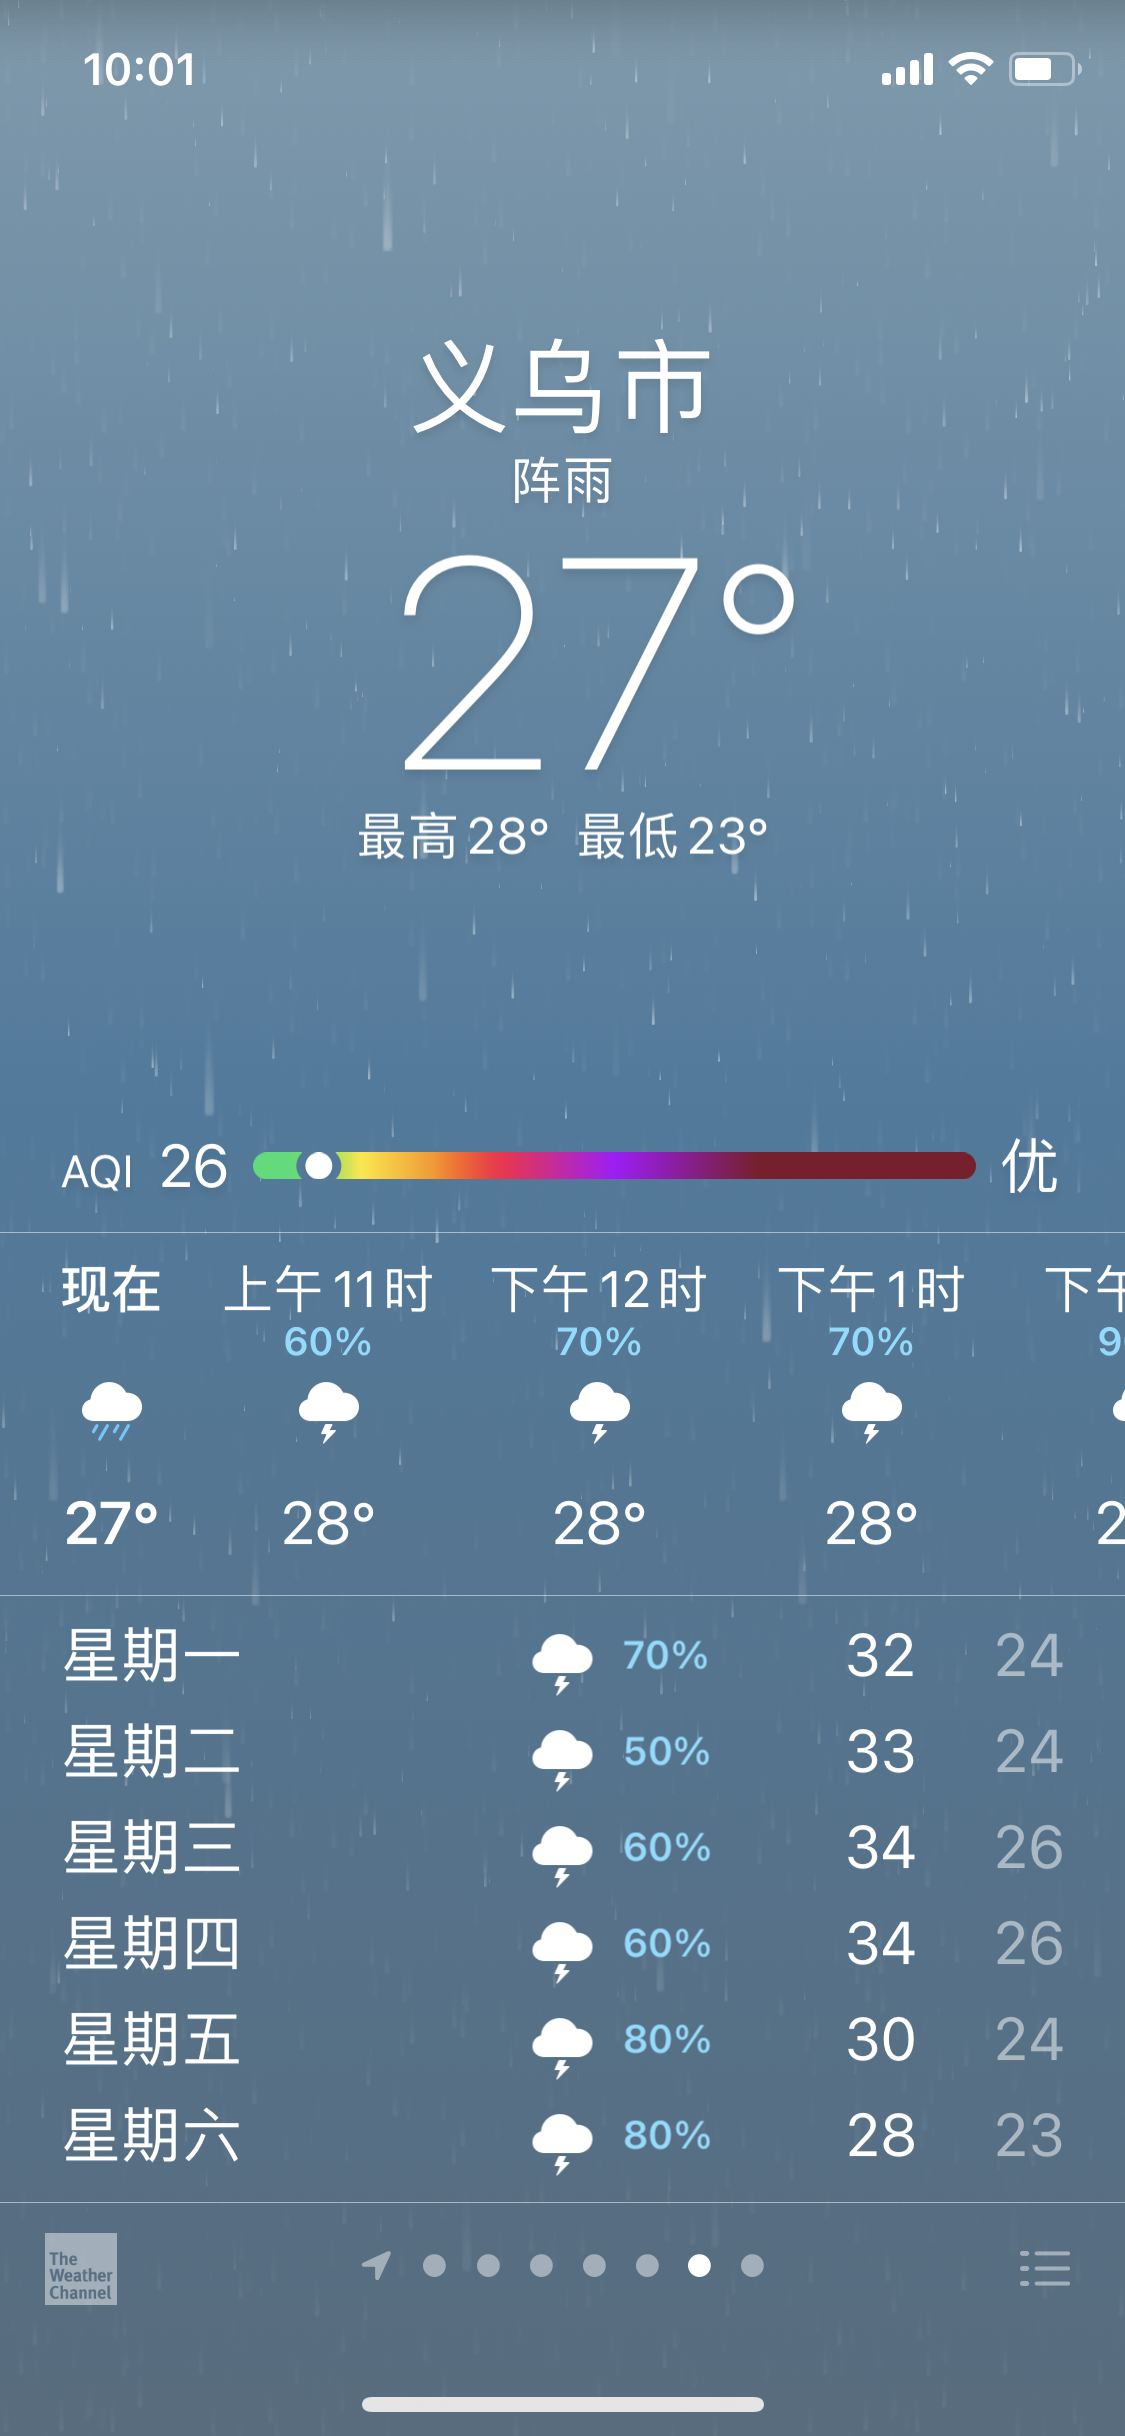 10:01
义乌市
阵雨
27°
最高 28° 最低 23°
AQI 26 优
现在 上午 11 时 下午 12 时 下午 1 时 下午
60% 70% 70% 9
27° 28° 28° 28° 2
星期一 70% 32 24
星期二 50% 33 24
星期三 60% 34 26
星期四 60% 34 26
星期五 80% 30 24
星期六 80% 28 23
The
Weather
Channel